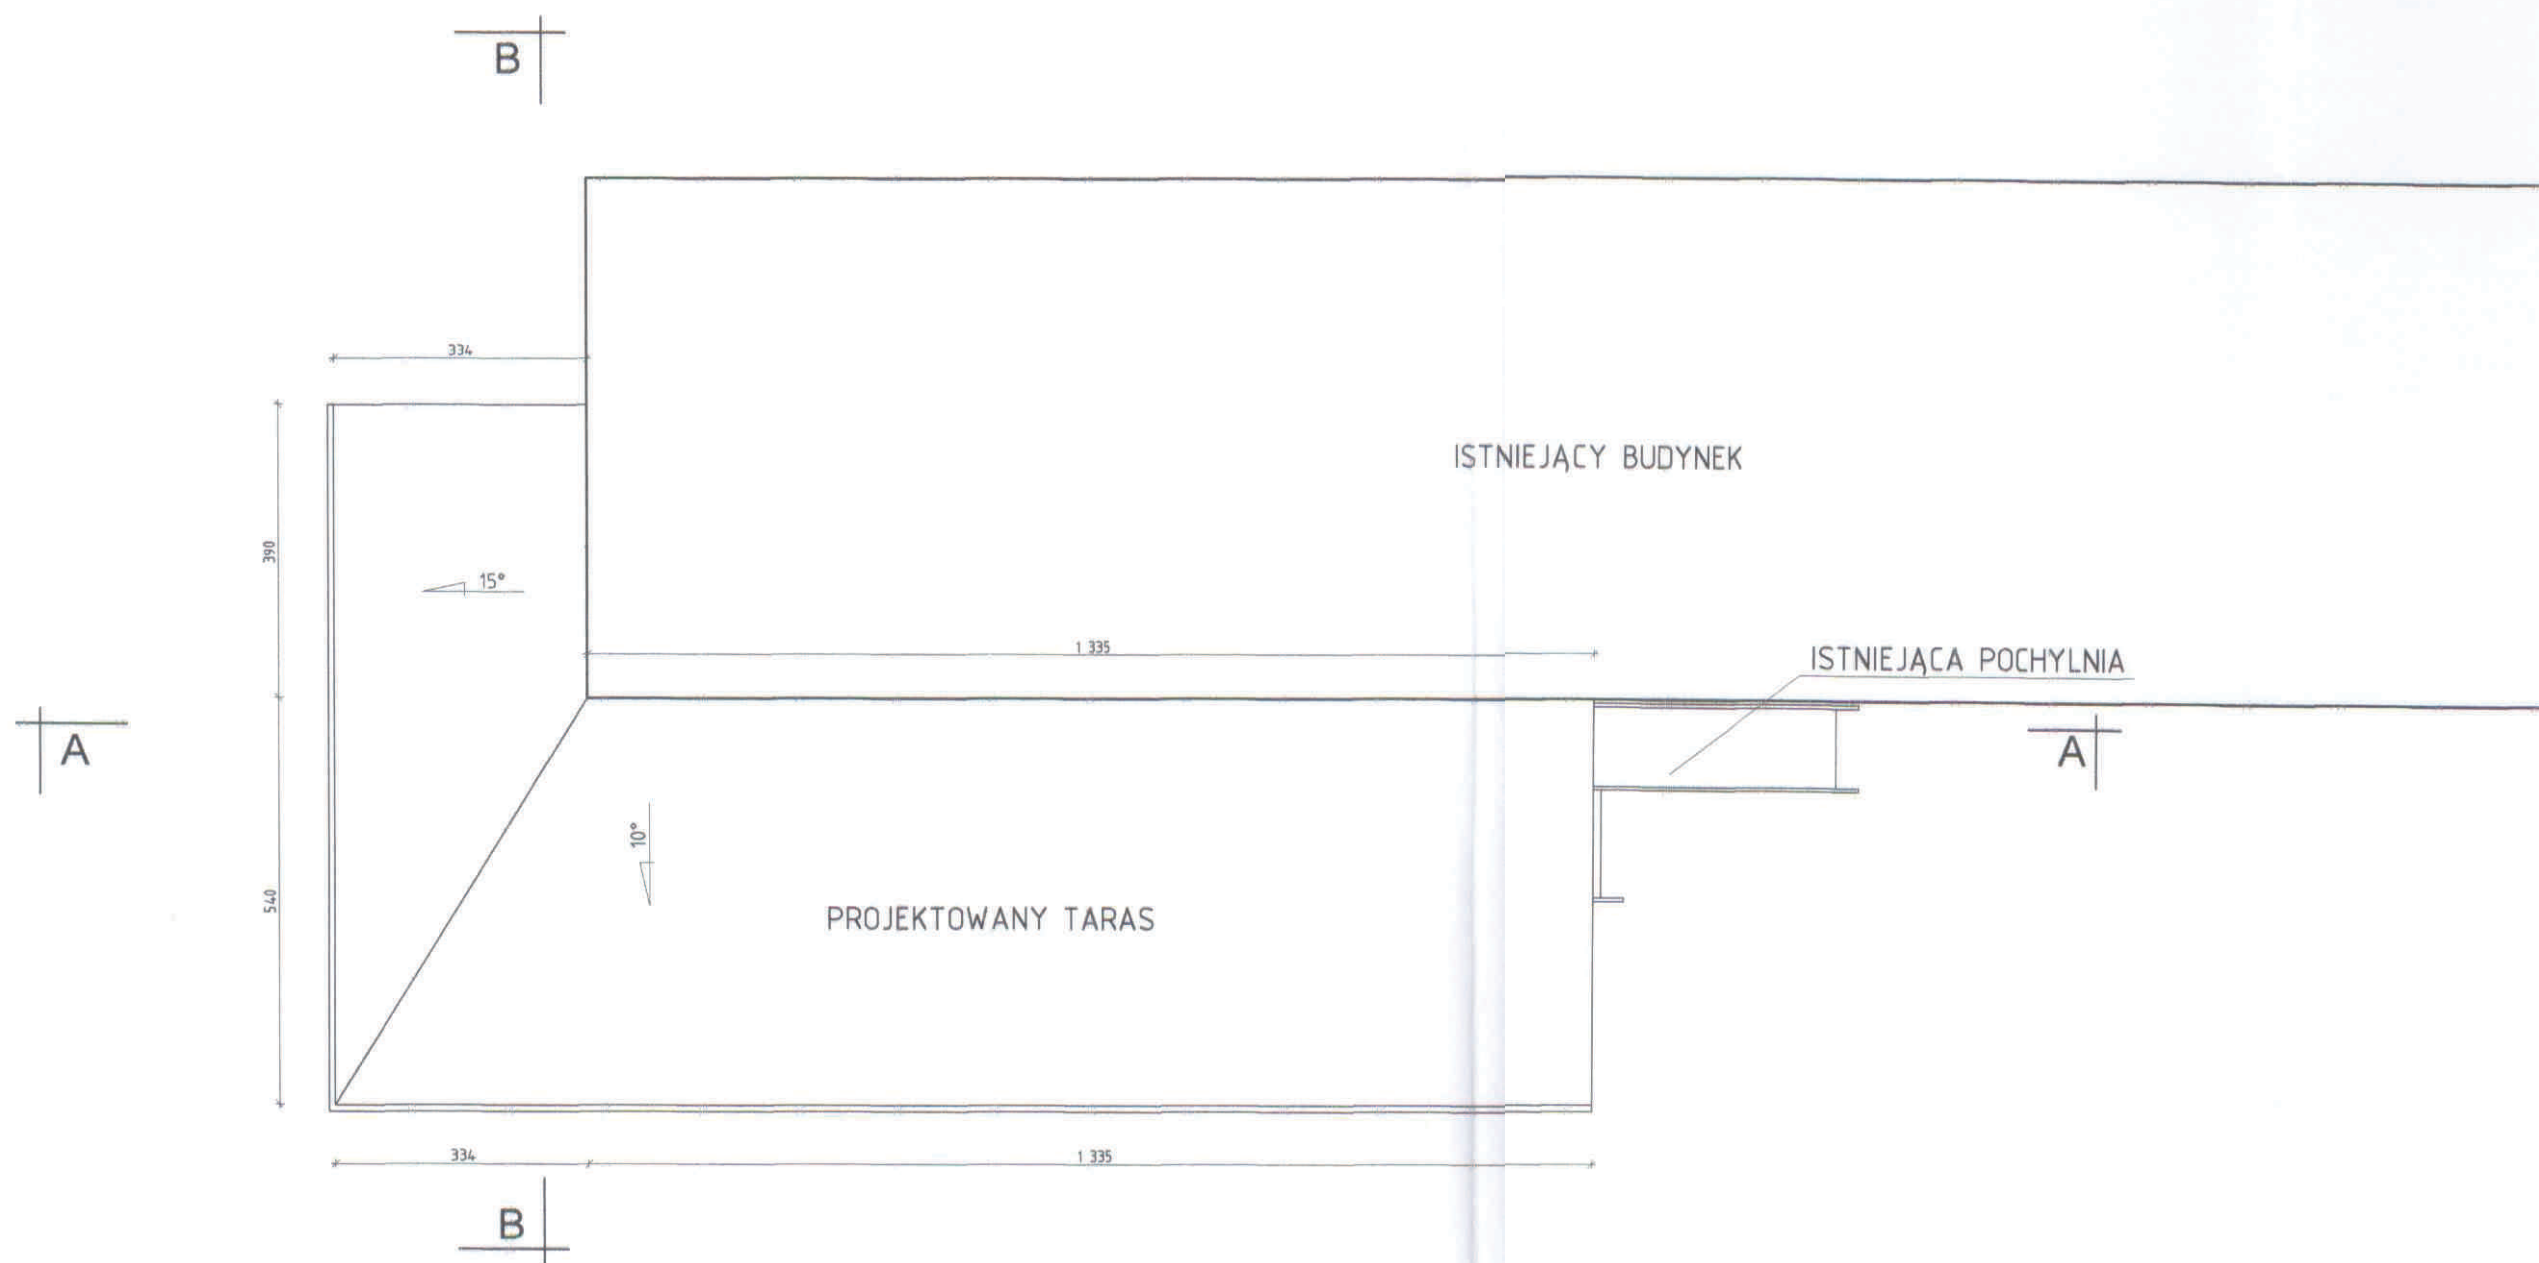 B
334
ISTNIEJĄCY BUDYNEK
390
15°
1 335
ISTNIEJĄCA POCHYLNIA
A
A
10°
540
PROJEKTOWANY TARAS
334
1 335
B